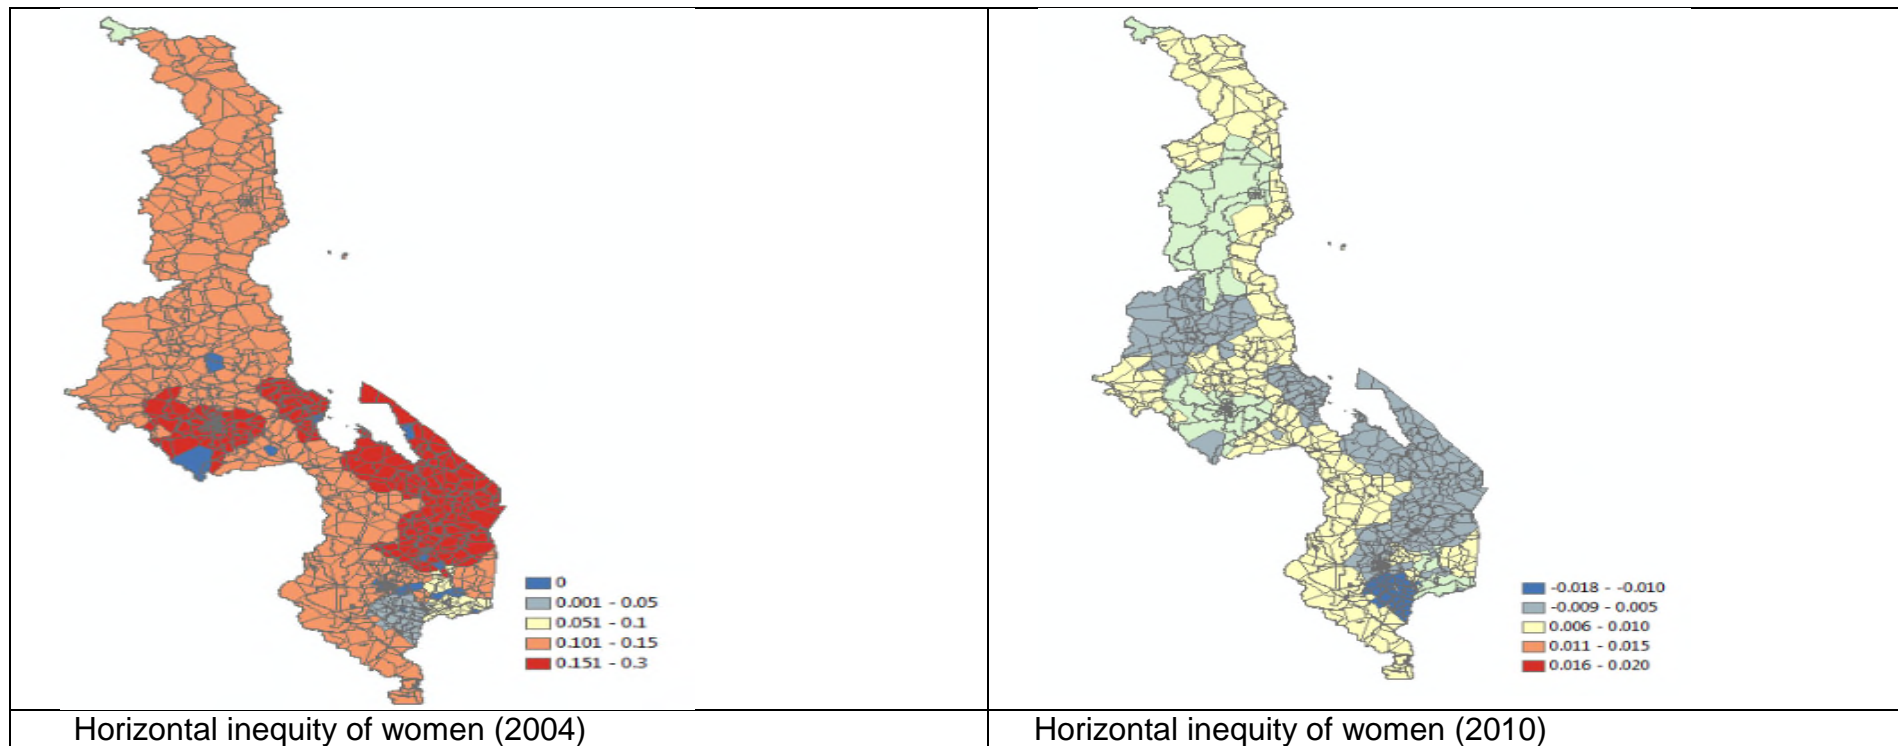 0
0.001 - 0.05
0.051 - 0.1
0.101 - 0.15
0.151 - 0.3
Horizontal inequity of women (2004)
-0.018 - -0.010
-0.009 - 0.005
0.006 - 0.010
0.011 - 0.015
0.016 - 0.020
Horizontal inequity of women (2010)